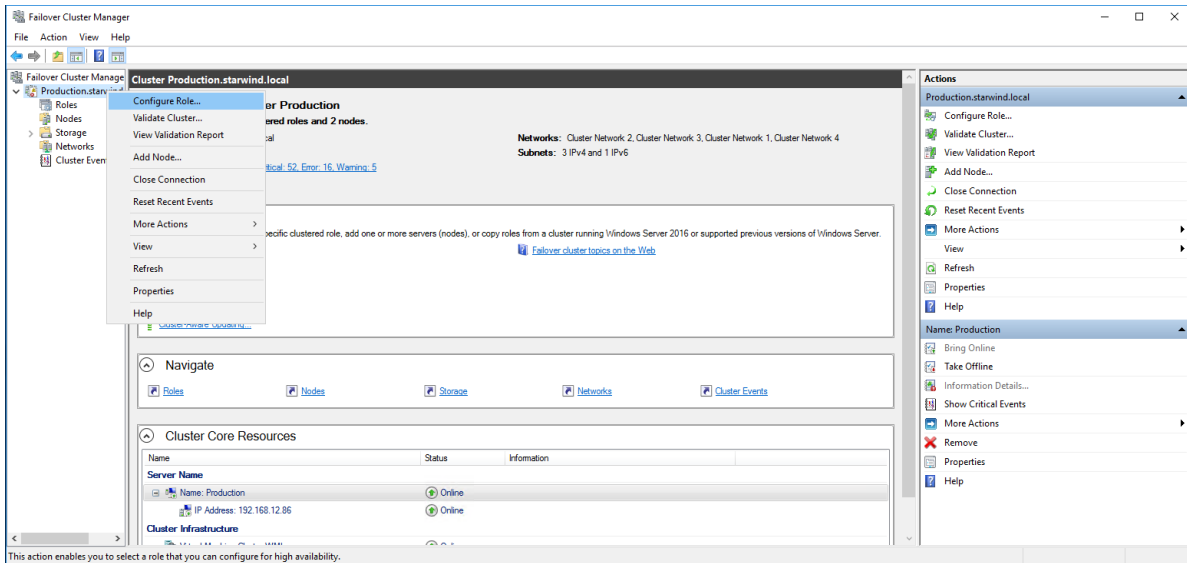 Failover Cluster Manager
File Action View Help
Failover Cluster Manage
Production.starwind
Roles
Nodes
Storage
Networks
Cluster Even
Configure Role...
Validate Cluster...
View Validation Report
Add Node...
Close Connection
Reset Recent Events
More Actions
View
Refresh
Properties
Help
Cluster Production.starwind.local
er Production
ered roles and 2 nodes.
cal
Networks: Cluster Network 2, Cluster Network 3, Cluster Network 1, Cluster Network 4
Subnets: 3 IPv4 and 1 IPv6
itical: 52, Error: 16, Warning: 5
pecific clustered role, add one or more servers (nodes), or copy roles from a cluster running Windows Server 2016 or supported previous versions of Windows Server.
Failover cluster topics on the Web
Cluster-Aware Updating...
Navigate
Roles Nodes Storage Networks Cluster Events
Cluster Core Resources
Name Status Information
Server Name
Name: Production Online
IP Address: 192.168.12.86 Online
Cluster Infrastructure
Actions
Production.starwind.local
Configure Role...
Validate Cluster...
View Validation Report
Add Node...
Close Connection
Reset Recent Events
More Actions
View
Refresh
Properties
Help
Name: Production
Bring Online
Take Offline
Information Details...
Show Critical Events
More Actions
Remove
Properties
Help
This action enables you to select a role that you can configure for high availability.